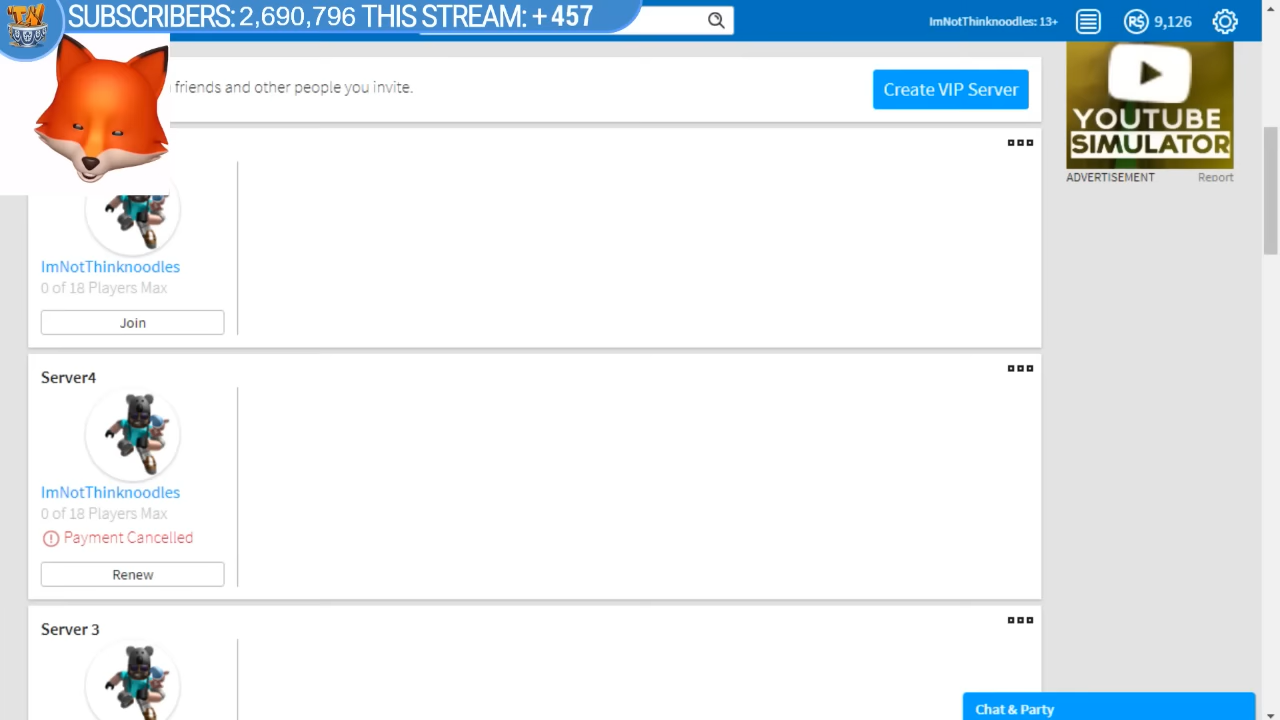 SUBSCRIBERS: 2,690,796 THIS STREAM: +457
ImNotThinknoodles: 13+
R$ 9,126
TW
friends and other people you invite.
Create VIP Server
YOUTUBE
SIMULATOR
ADVERTISEMENT
Report
ImNotThinknoodles
0 of 18 Players Max
Join
Server4
ImNotThinknoodles
0 of 18 Players Max
Payment Cancelled
Renew
Server 3
Chat & Party